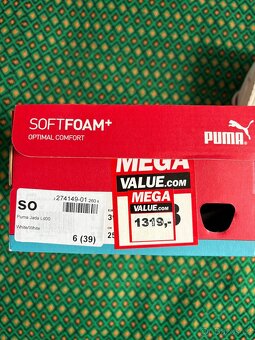 SOFTFOAM+
OPTIMAL COMFORT
PUMA
MEGA
VALUE.com
MEGA
VALUE.com
1319,-
274149-01
SO
Puma Jada
White/White
6 (39)